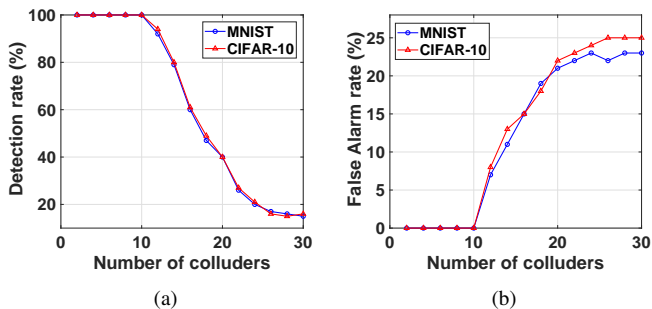 Detection rate (%)
100
80
60
40
20
0
10
20
30
Number of colluders
MNIST
CIFAR-10
(a)
False Alarm rate (%)
25
20
15
10
5
0
0
10
20
30
Number of colluders
MNIST
CIFAR-10
(b)